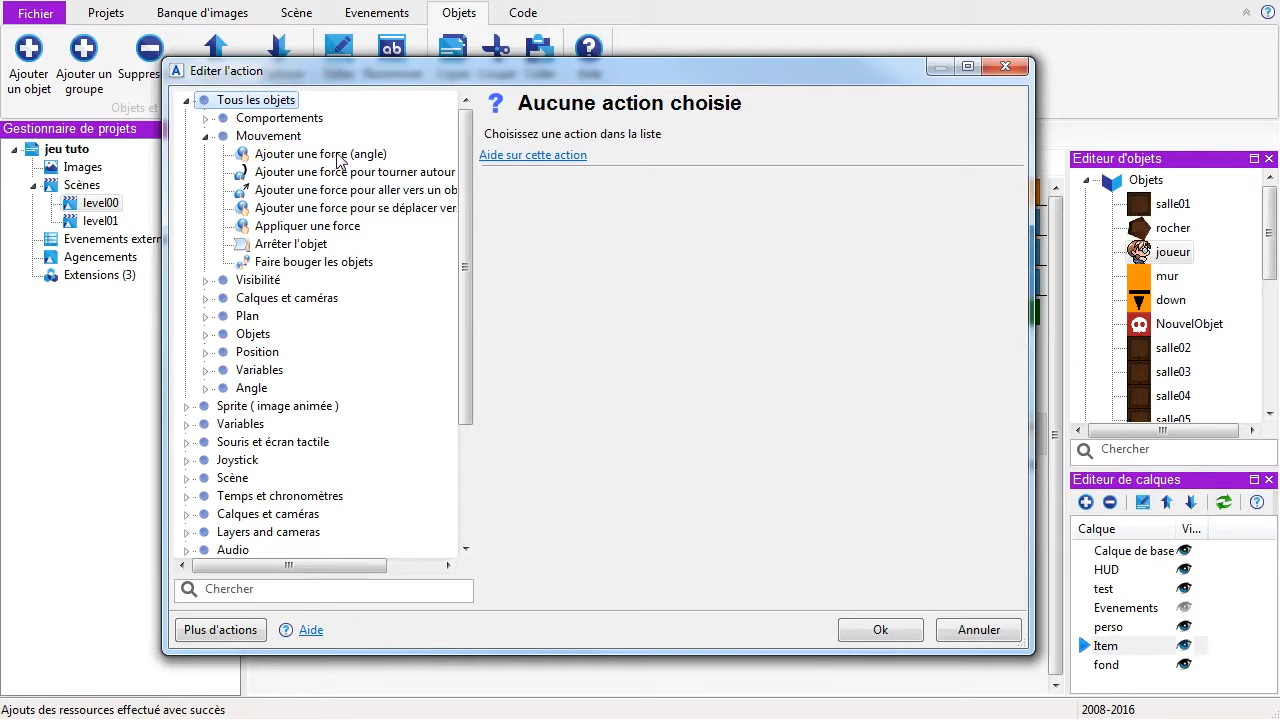 Fichier Projets Banque d'images Scène Evenements Objets Code
Ajouter un objet
Ajouter un groupe
Suppres
Objets et
Gestionnaire de projets
jeu tuto
Images
Scènes
level00
level01
Evenements extern
Agencements
Extensions (3)
Editer l'action
Tous les objets
Comportements
Mouvement
Ajouter une force (angle)
Ajouter une force pour tourner autour
Ajouter une force pour aller vers un ob
Ajouter une force pour se déplacer ver
Appliquer une force
Arrêter l'objet
Faire bouger les objets
Visibilité
Calques et caméras
Plan
Objets
Position
Variables
Angle
Sprite ( image animée )
Variables
Souris et écran tactile
Joystick
Scène
Temps et chronomètres
Calques et caméras
Layers and cameras
Audio
Chercher
Plus d'actions
Aide
Ok
Annuler
? Aucune action choisie
Choisissez une action dans la liste
Aide sur cette action
Editeur d'objets
Objets
salle01
rocher
joueur
mur
down
NouvelObjet
salle02
salle03
salle04
salle05
Chercher
Editeur de calques
Calque Vi...
Calque de base
HUD
test
Evenements
perso
Item
fond
Ajouts des ressources effectué avec succès
2008-2016